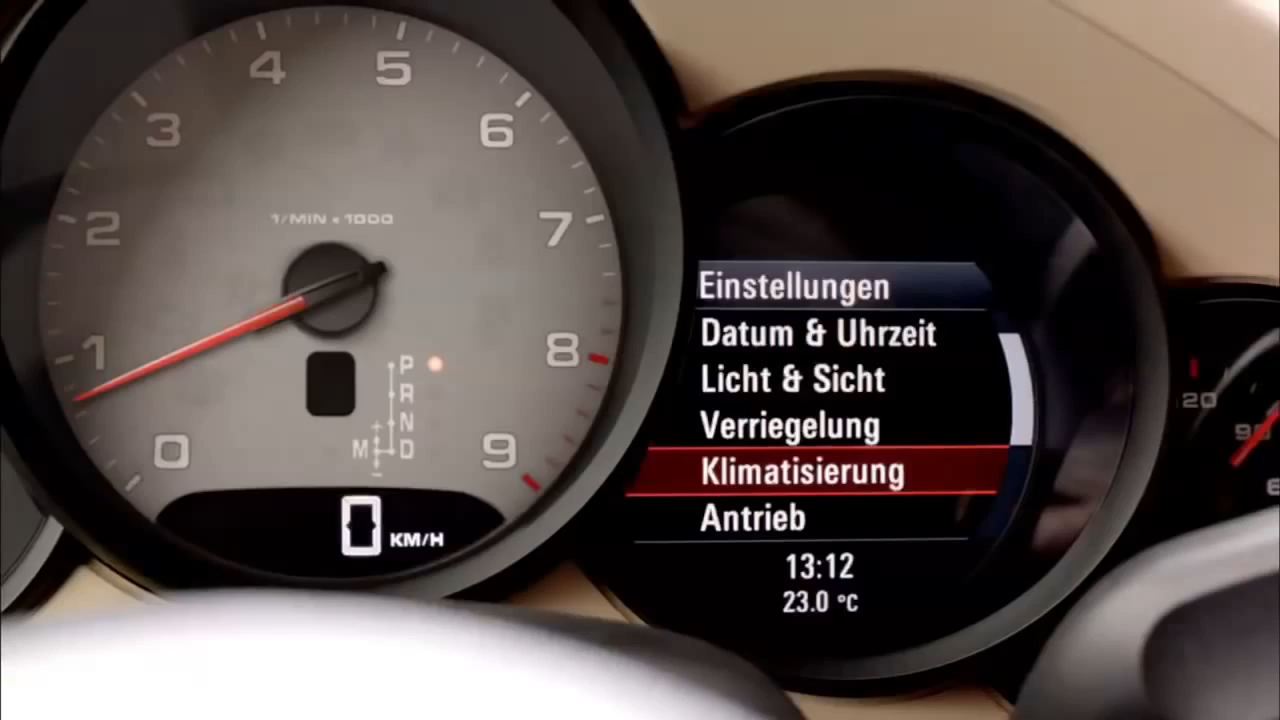 4 5
3 6
2 7
1/MIN x 1000
1 8
P
R
N
M D
0 9
0 KM/H
Einstellungen
Datum & Uhrzeit
Licht & Sicht
Verriegelung
Klimatisierung
Antrieb
13:12
23.0 °C
20